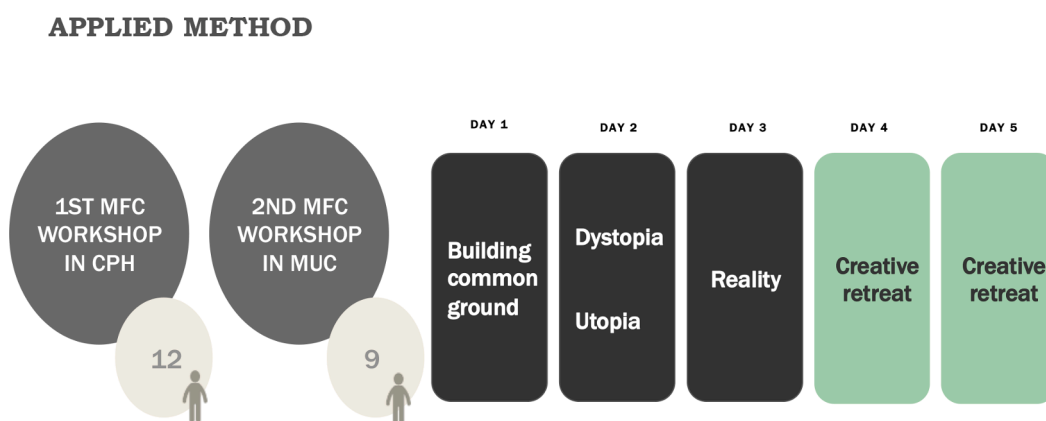 APPLIED METHOD
1ST MFC
WORKSHOP
IN CPH
12
2ND MFC
WORKSHOP
IN MUC
9
DAY 1
Building
common
ground
DAY 2
Dystopia
Utopia
DAY 3
Reality
DAY 4
Creative
retreat
DAY 5
Creative
retreat